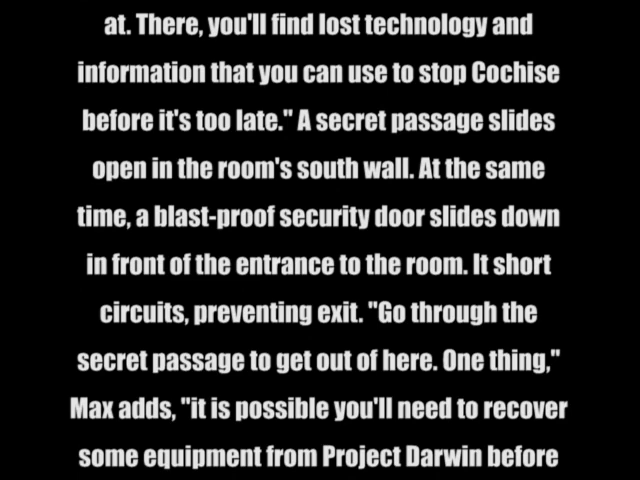 at. There, you'll find lost technology and
information that you can use to stop Cochise
before it's too late." A secret passage slides
open in the room's south wall. At the same
time, a blast-proof security door slides down
in front of the entrance to the room. It short
circuits, preventing exit. "Go through the
secret passage to get out of here. One thing,"
Max adds, "it is possible you'll need to recover
some equipment from Project Darwin before